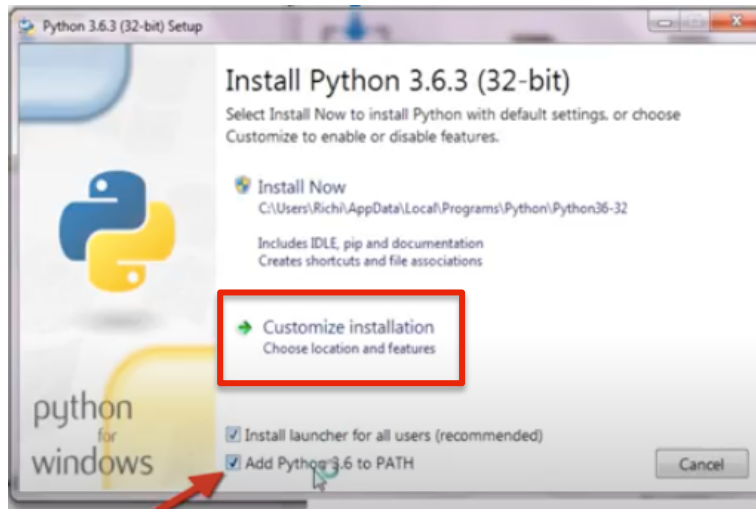 Python 3.6.3 (32-bit) Setup
Install Python 3.6.3 (32-bit)
Select Install Now to install Python with default settings, or choose
Customize to enable or disable features.
Install Now
C:\Users\Richi\AppData\Local\Programs\Python\Python36-32
Includes IDLE, pip and documentation
Creates shortcuts and file associations
Customize installation
Choose location and features
python
for
windows
Install launcher for all users (recommended)
Add Python 3.6 to PATH
Cancel